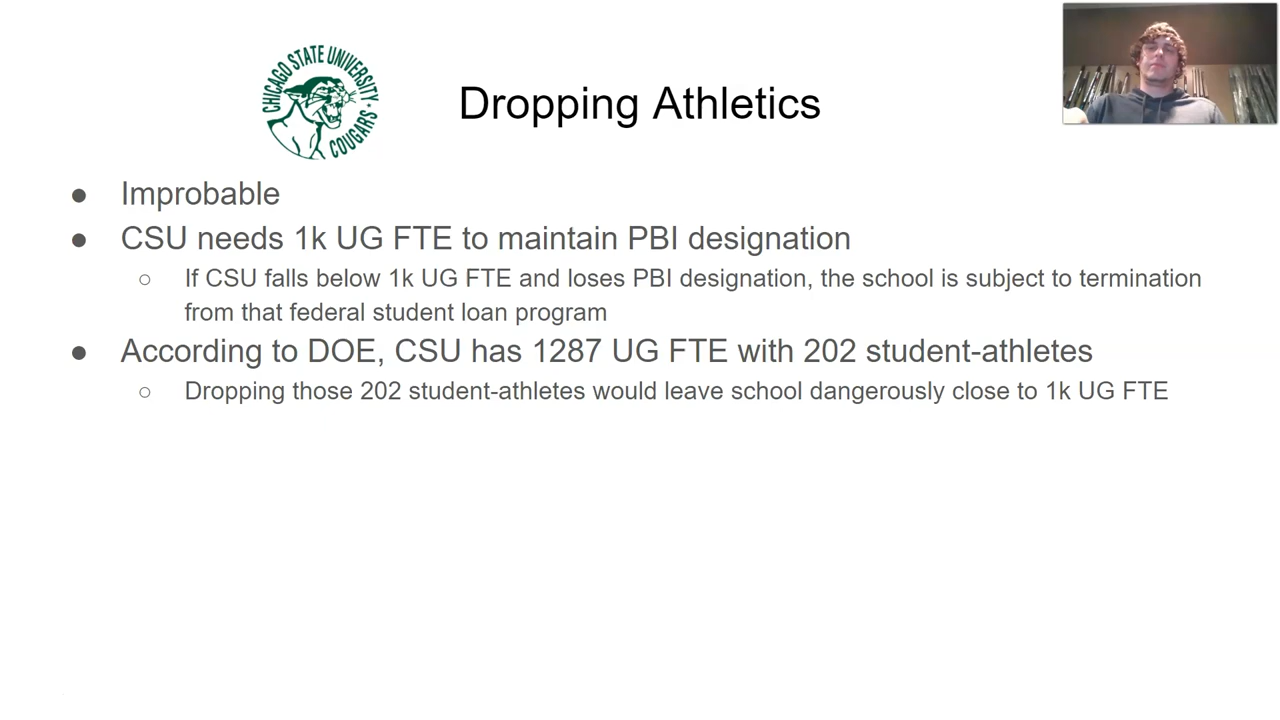 CHICAGO STATE UNIVERSITY · COUGARS ·
Dropping Athletics
● Improbable
● CSU needs 1k UG FTE to maintain PBI designation
○ If CSU falls below 1k UG FTE and loses PBI designation, the school is subject to termination
from that federal student loan program
● According to DOE, CSU has 1287 UG FTE with 202 student-athletes
○ Dropping those 202 student-athletes would leave school dangerously close to 1k UG FTE